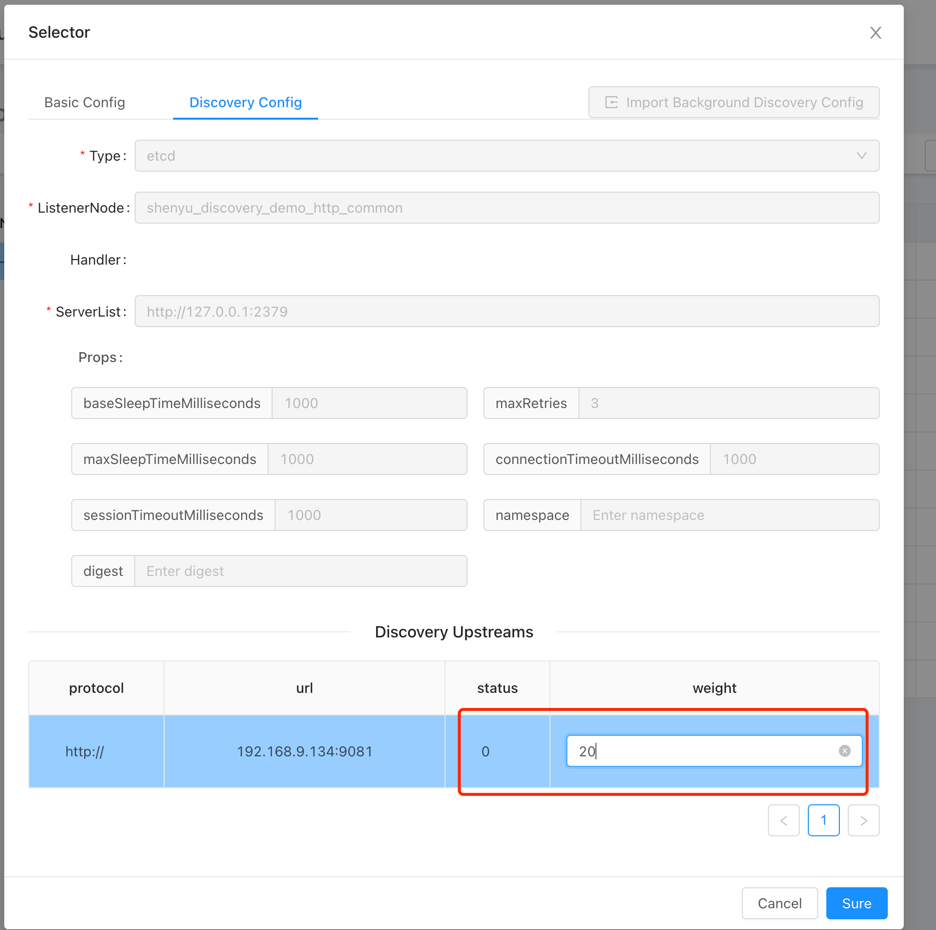 Selector
Basic Config Discovery Config Import Background Discovery Config
* Type : etcd
* ListenerNode : shenyu_discovery_demo_http_common
Handler :
* ServerList : http://127.0.0.1:2379
Props :
baseSleepTimeMilliseconds 1000 maxRetries 3
maxSleepTimeMilliseconds 1000 connectionTimeoutMilliseconds 1000
sessionTimeoutMilliseconds 1000 namespace Enter namespace
digest Enter digest
Discovery Upstreams
protocol url status weight
http:// 192.168.9.134:9081 0 20
< 1 >
Cancel Sure